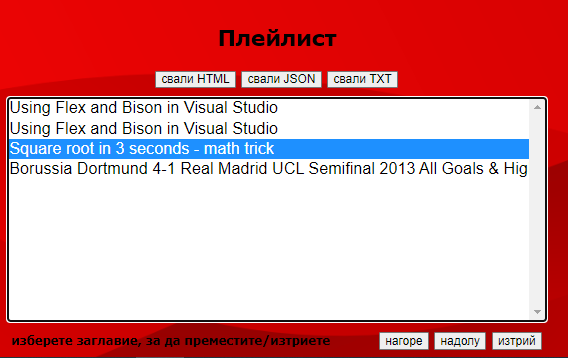 Плейлист
свали HTML свали JSON свали TXT
Using Flex and Bison in Visual Studio
Using Flex and Bison in Visual Studio
Square root in 3 seconds - math trick
Borussia Dortmund 4-1 Real Madrid UCL Semifinal 2013 All Goals & Hig
изберете заглавие, за да преместите/изтриете нагоре надолу изтрий